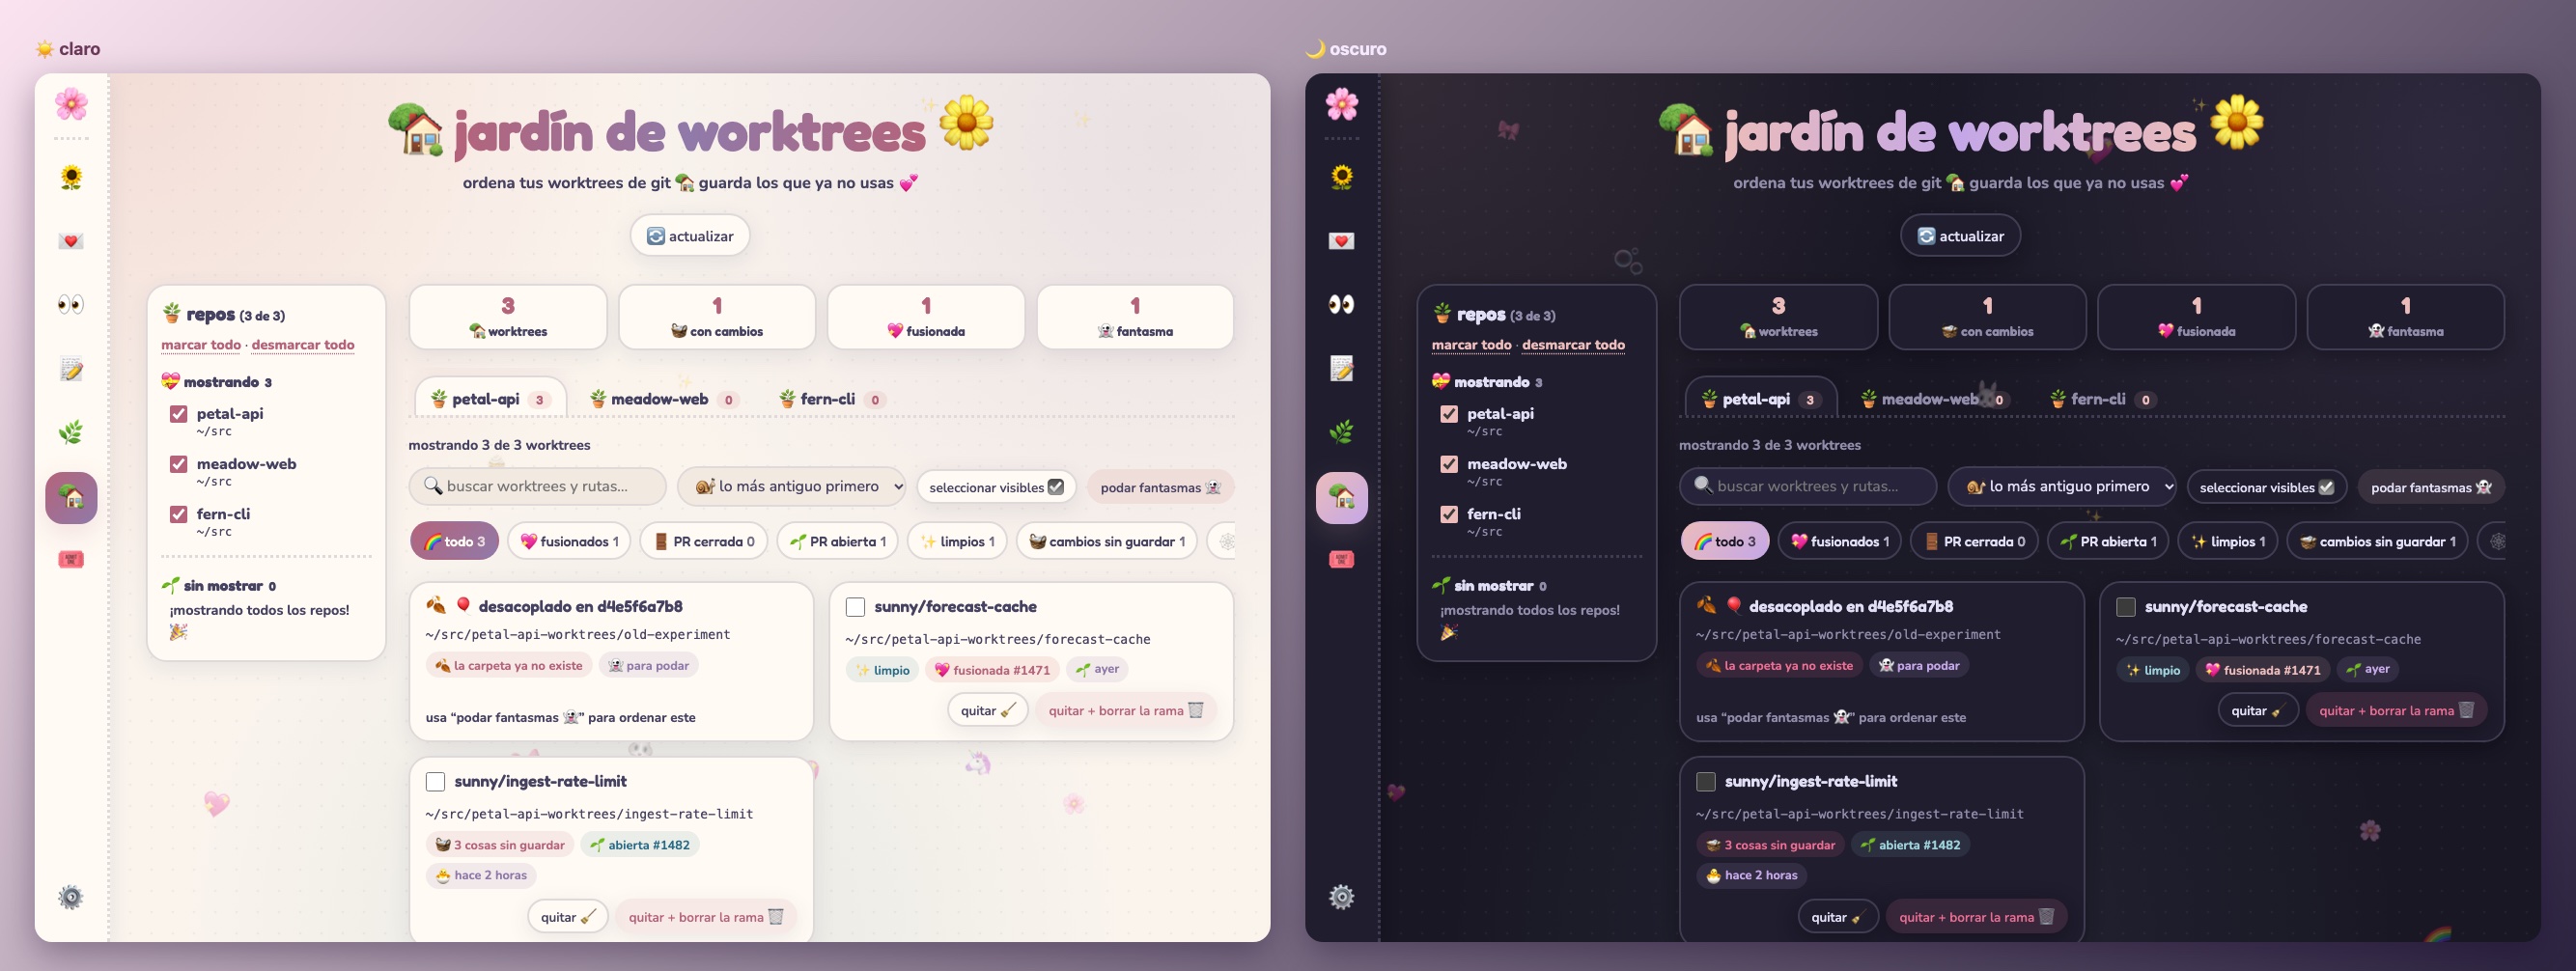 claro
jardín de worktrees
ordena tus worktrees de git guarda los que ya no usas
actualizar
repos (3 de 3)
marcar todo · desmarcar todo
mostrando 3
petal-api
~/src
meadow-web
~/src
fern-cli
~/src
sin mostrar 0
¡mostrando todos los repos!
3
worktrees
1
con cambios
1
fusionada
1
fantasma
petal-api 3
meadow-web 0
fern-cli 0
mostrando 3 de 3 worktrees
buscar worktrees y rutas...
lo más antiguo primero
seleccionar visibles
podar fantasmas
todo 3
fusionados 1
PR cerrada 0
PR abierta 1
limpios 1
cambios sin guardar 1
desacoplado en d4e5f6a7b8
~/src/petal-api-worktrees/old-experiment
la carpeta ya no existe
para podar
usa “podar fantasmas” para ordenar este
sunny/forecast-cache
~/src/petal-api-worktrees/forecast-cache
limpio
fusionada #1471
ayer
quitar
quitar + borrar la rama
sunny/ingest-rate-limit
~/src/petal-api-worktrees/ingest-rate-limit
3 cosas sin guardar
abierta #1482
hace 2 horas
quitar
quitar + borrar la rama
oscuro
jardín de worktrees
ordena tus worktrees de git guarda los que ya no usas
actualizar
repos (3 de 3)
marcar todo · desmarcar todo
mostrando 3
petal-api
~/src
meadow-web
~/src
fern-cli
~/src
sin mostrar 0
¡mostrando todos los repos!
3
worktrees
1
con cambios
1
fusionada
1
fantasma
petal-api 3
meadow-web 0
fern-cli 0
mostrando 3 de 3 worktrees
buscar worktrees y rutas...
lo más antiguo primero
seleccionar visibles
podar fantasmas
todo 3
fusionados 1
PR cerrada 0
PR abierta 1
limpios 1
cambios sin guardar 1
desacoplado en d4e5f6a7b8
~/src/petal-api-worktrees/old-experiment
la carpeta ya no existe
para podar
usa “podar fantasmas” para ordenar este
sunny/forecast-cache
~/src/petal-api-worktrees/forecast-cache
limpio
fusionada #1471
ayer
quitar
quitar + borrar la rama
sunny/ingest-rate-limit
~/src/petal-api-worktrees/ingest-rate-limit
3 cosas sin guardar
abierta #1482
hace 2 horas
quitar
quitar + borrar la rama